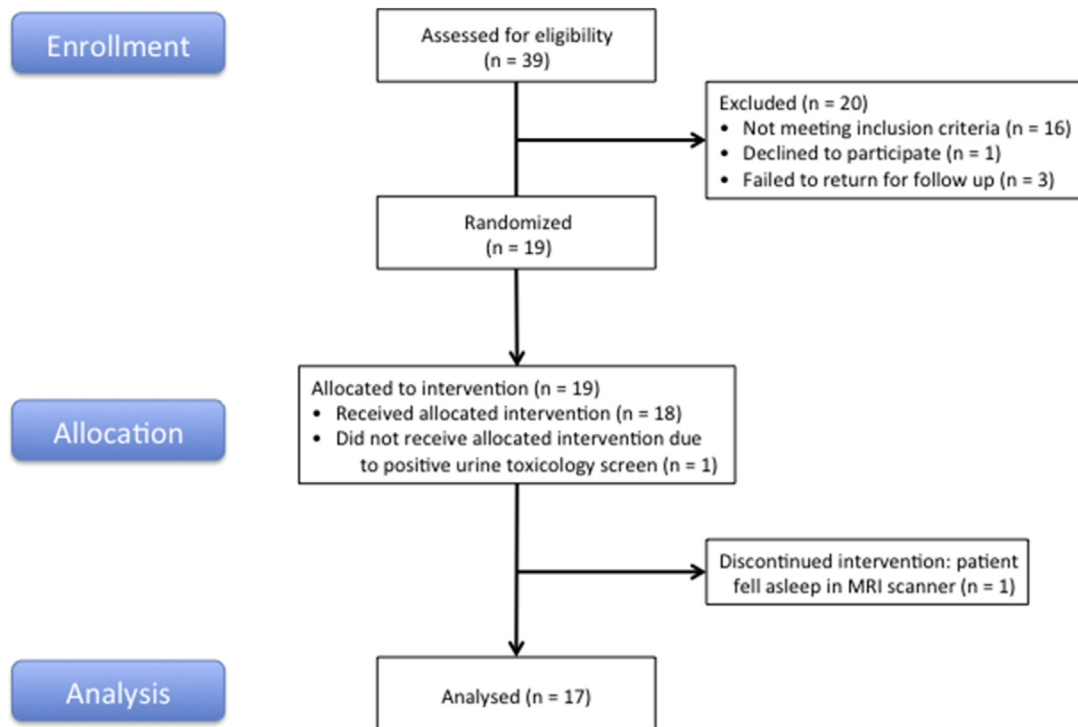 Enrollment
Assessed for eligibility
(n = 39)
Excluded (n = 20)
• Not meeting inclusion criteria (n = 16)
• Declined to participate (n = 1)
• Failed to return for follow up (n = 3)
Randomized
(n = 19)
Allocation
Allocated to intervention (n = 19)
• Received allocated intervention (n = 18)
• Did not receive allocated intervention due
to positive urine toxicology screen (n = 1)
Discontinued intervention: patient
fell asleep in MRI scanner (n = 1)
Analysis
Analysed (n = 17)